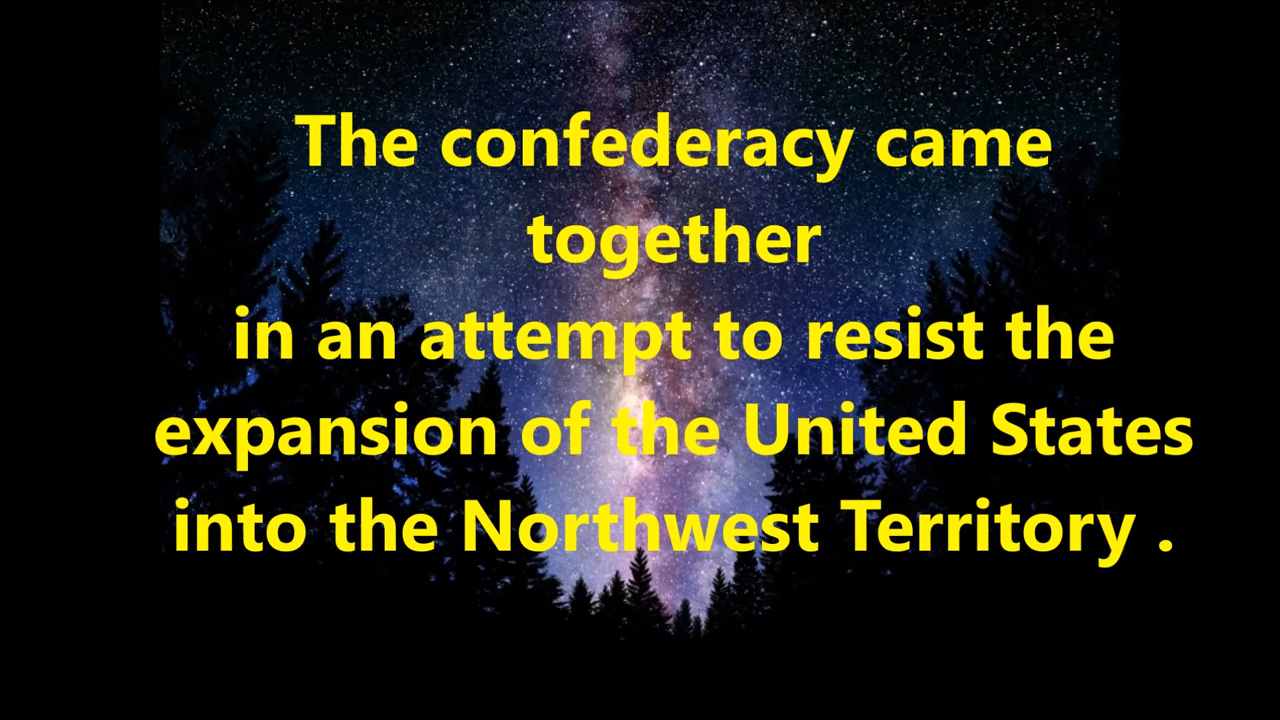 The confederacy came
together
in an attempt to resist the
expansion of the United States
into the Northwest Territory .